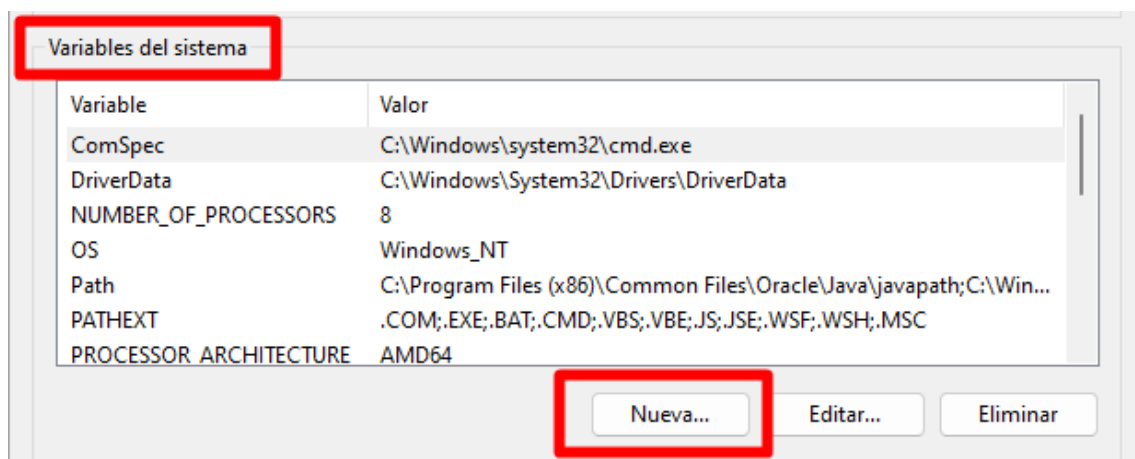 Variables del sistema
Variable Valor
ComSpec C:\Windows\system32\cmd.exe
DriverData C:\Windows\System32\Drivers\DriverData
NUMBER_OF_PROCESSORS 8
OS Windows_NT
Path C:\Program Files (x86)\Common Files\Oracle\Java\javapath;C:\Win...
PATHEXT .COM;.EXE;.BAT;.CMD;.VBS;.VBE;.JS;.JSE;.WSF;.WSH;.MSC
PROCESSOR_ARCHITECTURE AMD64
Nueva... Editar... Eliminar